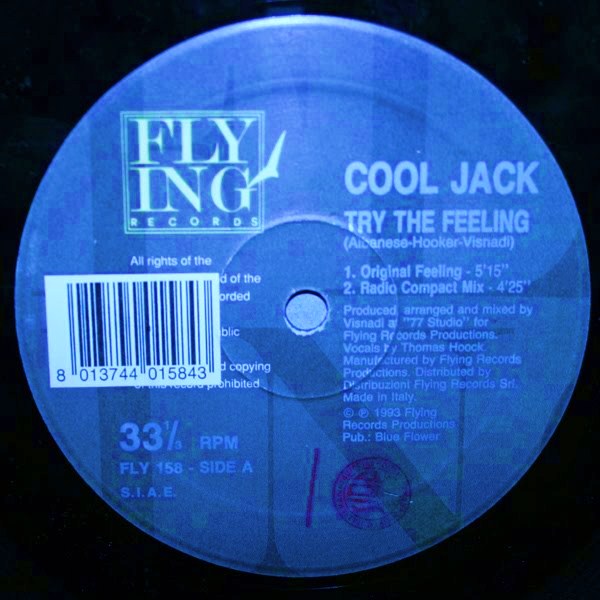 FLY
ING
RECORDS
COOL JACK
TRY THE FEELING
(Albanese-Hooker-Visnadi)
1. Original Feeling - 5'15"
2. Radio Compact Mix - 4'25"
Produced, arranged and mixed by
Visnadi at "77 Studio" for
Flying Records Productions.
Vocals by Thomas Hoock.
Manufactured by Flying Records
Productions. Distributed by
Distribuzioni Flying Records Srl.
Made in Italy.
© ℗ 1993 Flying
Records Productions
Pub.: Blue Flower
All rights of the
d of the
orded
blic
d copying
of this record prohibited
8 013744 015843
33⅓ RPM
FLY 158 - SIDE A
S.I.A.E.